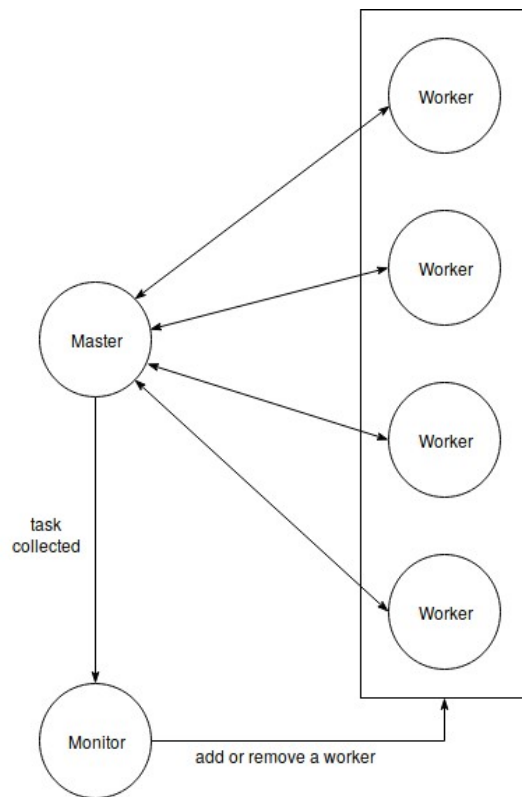 Worker
Worker
Master
Worker
task
collected
Worker
Monitor
add or remove a worker